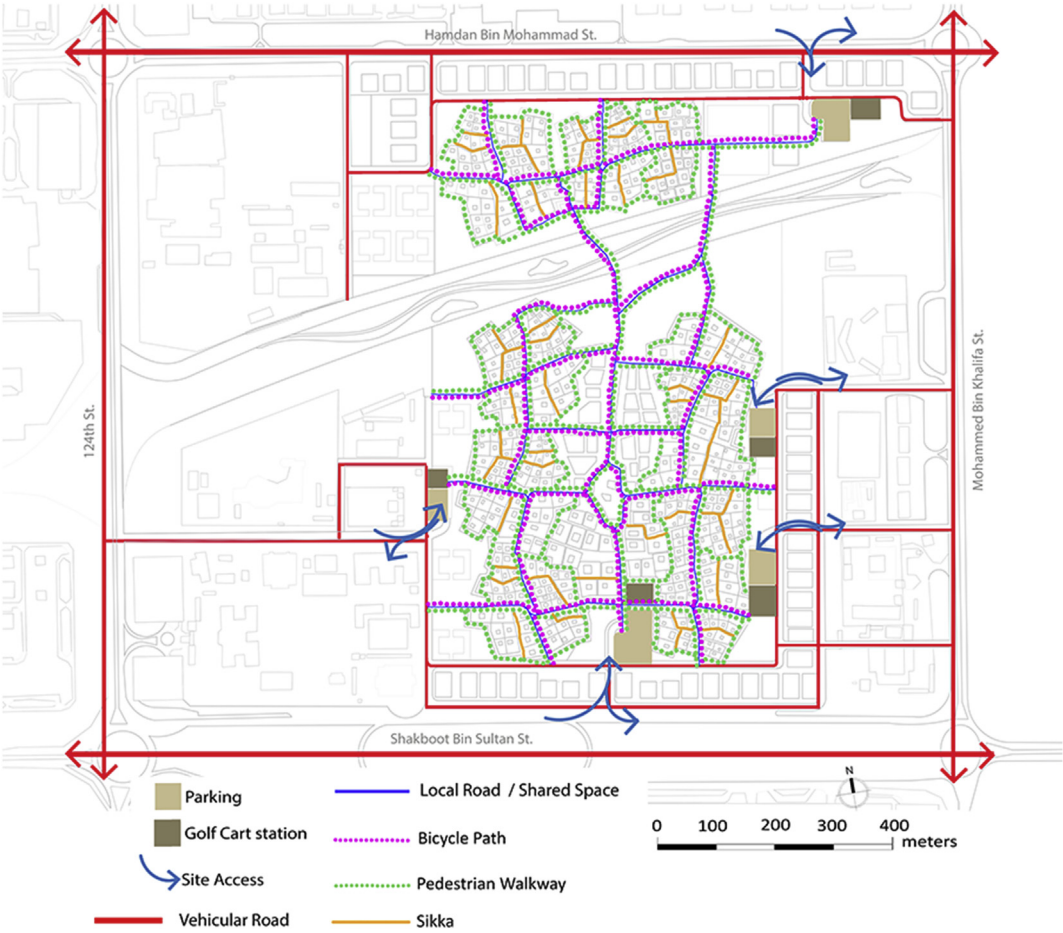 Hamdan Bin Mohammad St.
124th St.
Mohammed Bin Khalifa St.
Shakboot Bin Sultan St.
Parking
Golf Cart station
Site Access
Vehicular Road
Local Road / Shared Space
Bicycle Path
Pedestrian Walkway
Sikka
N
0 100 200 300 400
meters